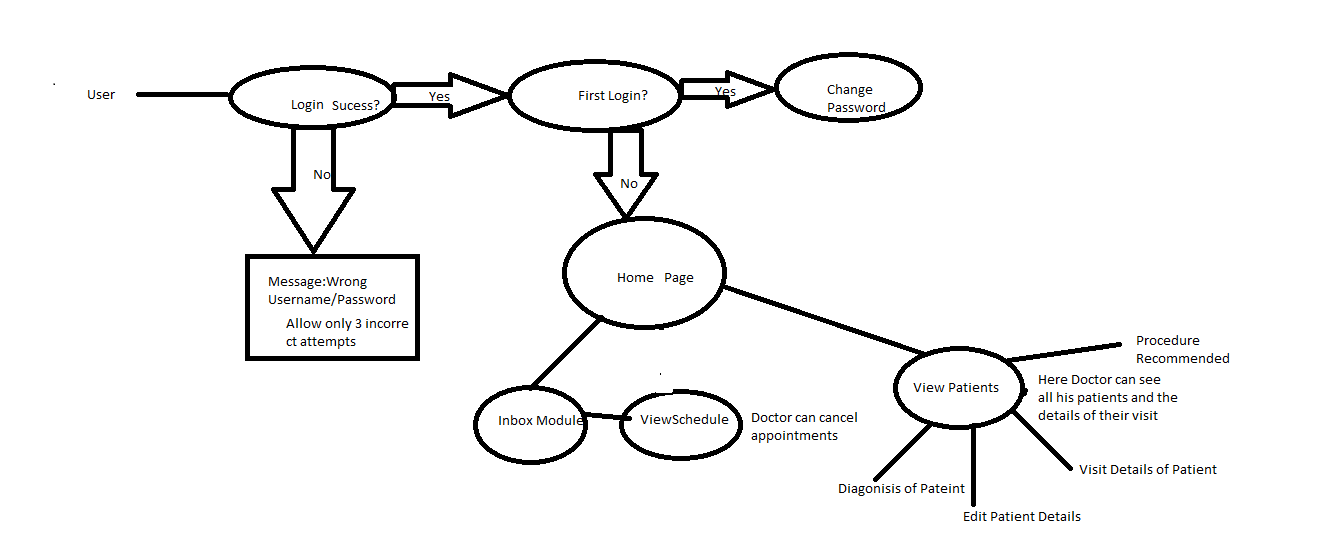 User
Login Sucess?
Yes
First Login?
Yes
Change
Password
No
No
Message:Wrong
Username/Password
Allow only 3 incorre
ct attempts
Home Page
Inbox Module
ViewSchedule
Doctor can cancel
appointments
View Patients
Procedure
Recommended
Here Doctor can see
all his patients and the
details of their visit
Visit Details of Patient
Diagonisis of Pateint
Edit Patient Details